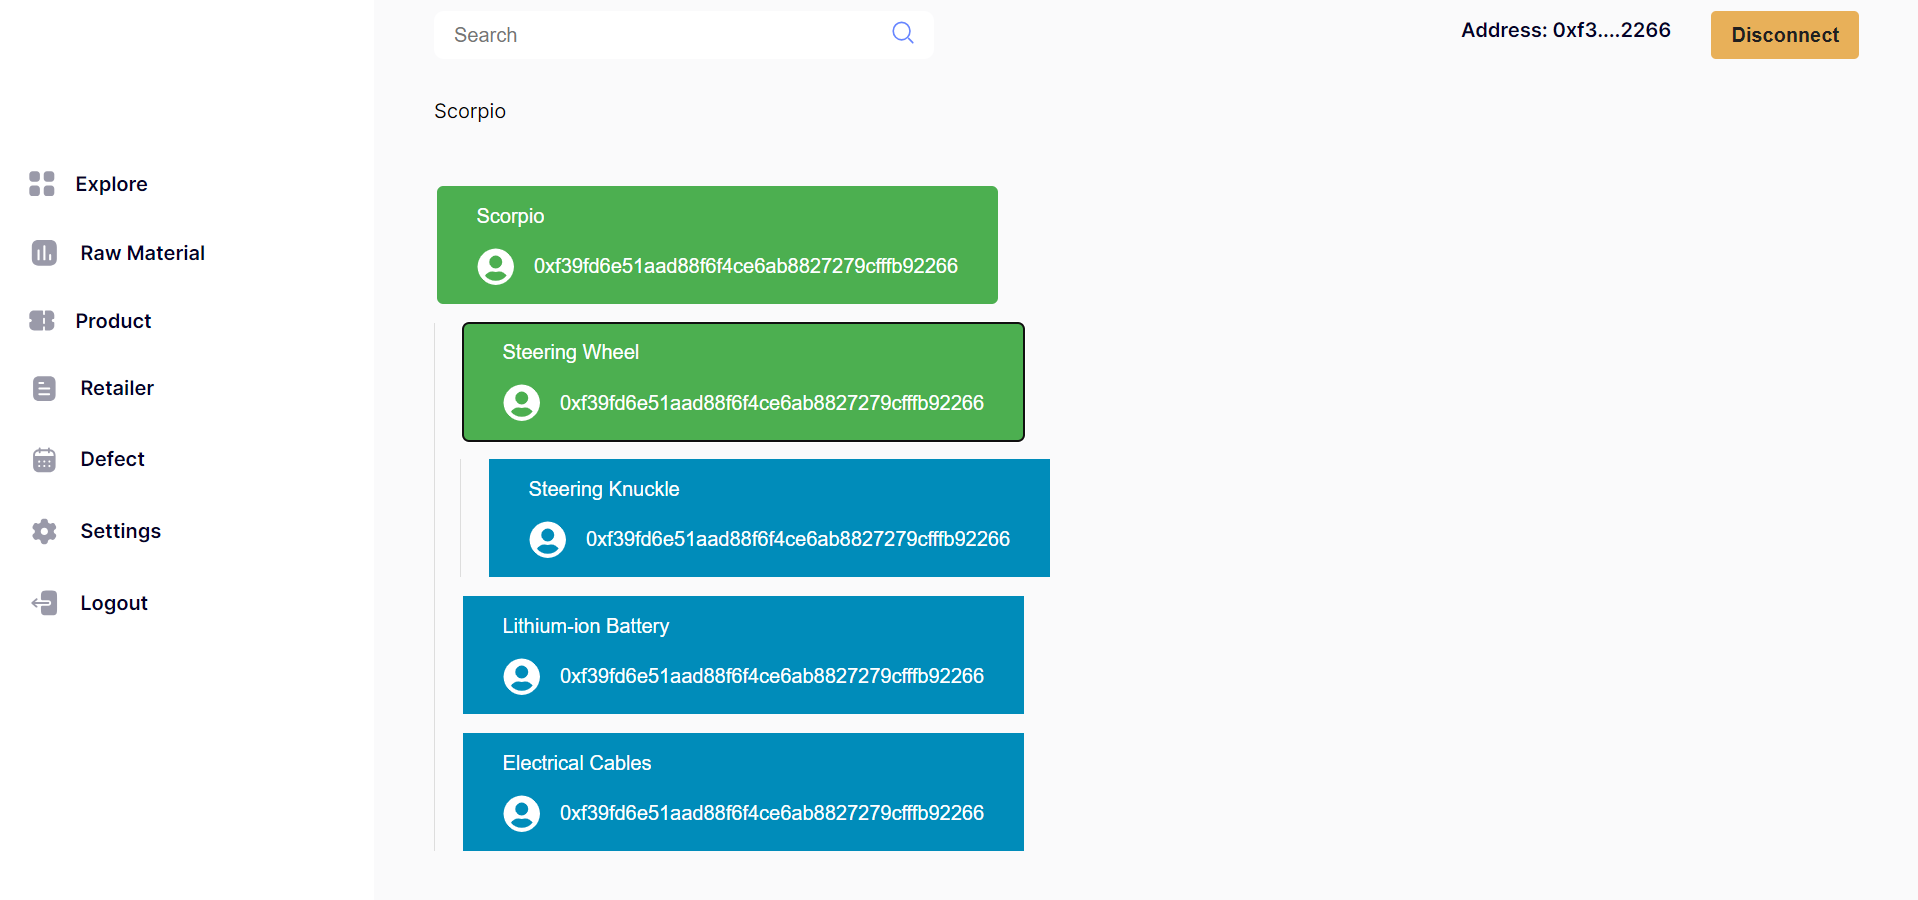 Search
Address: 0xf3....2266
Disconnect
Scorpio
Explore
Raw Material
Product
Retailer
Defect
Settings
Logout
Scorpio
0xf39fd6e51aad88f6f4ce6ab8827279cfffb92266
Steering Wheel
0xf39fd6e51aad88f6f4ce6ab8827279cfffb92266
Steering Knuckle
0xf39fd6e51aad88f6f4ce6ab8827279cfffb92266
Lithium-ion Battery
0xf39fd6e51aad88f6f4ce6ab8827279cfffb92266
Electrical Cables
0xf39fd6e51aad88f6f4ce6ab8827279cfffb92266